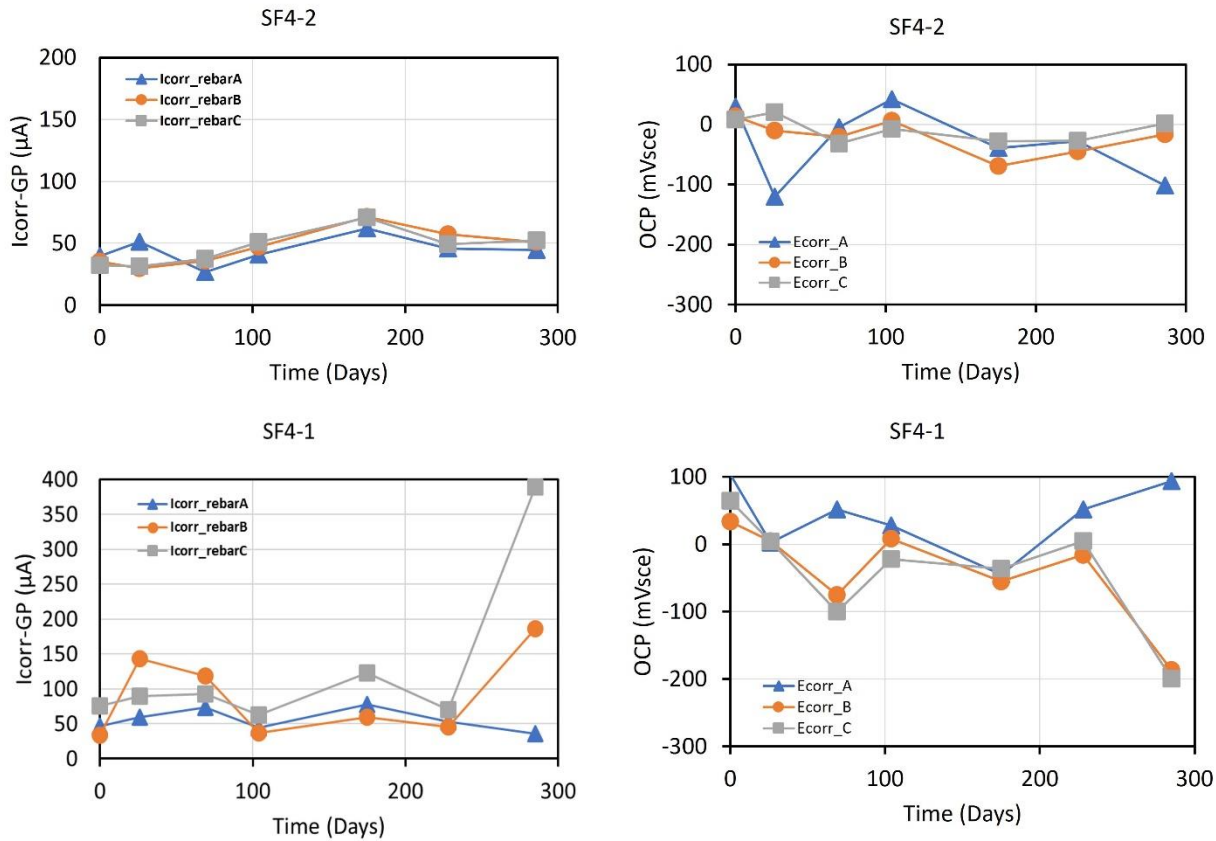 SF4-2
200
150
100
50
0
Icorr-GP (µA)
Icorr_rebarA
Icorr_rebarB
Icorr_rebarC
0 100 200 300
Time (Days)
SF4-2
100
0
-100
-200
-300
OCP (mVsce)
Ecorr_A
Ecorr_B
Ecorr_C
0 100 200 300
Time (Days)
SF4-1
400
350
300
250
200
150
100
50
0
Icorr-GP (µA)
Icorr_rebarA
Icorr_rebarB
Icorr_rebarC
0 100 200 300
Time (Days)
SF4-1
100
0
-100
-200
-300
OCP (mVsce)
Ecorr_A
Ecorr_B
Ecorr_C
0 100 200 300
Time (Days)